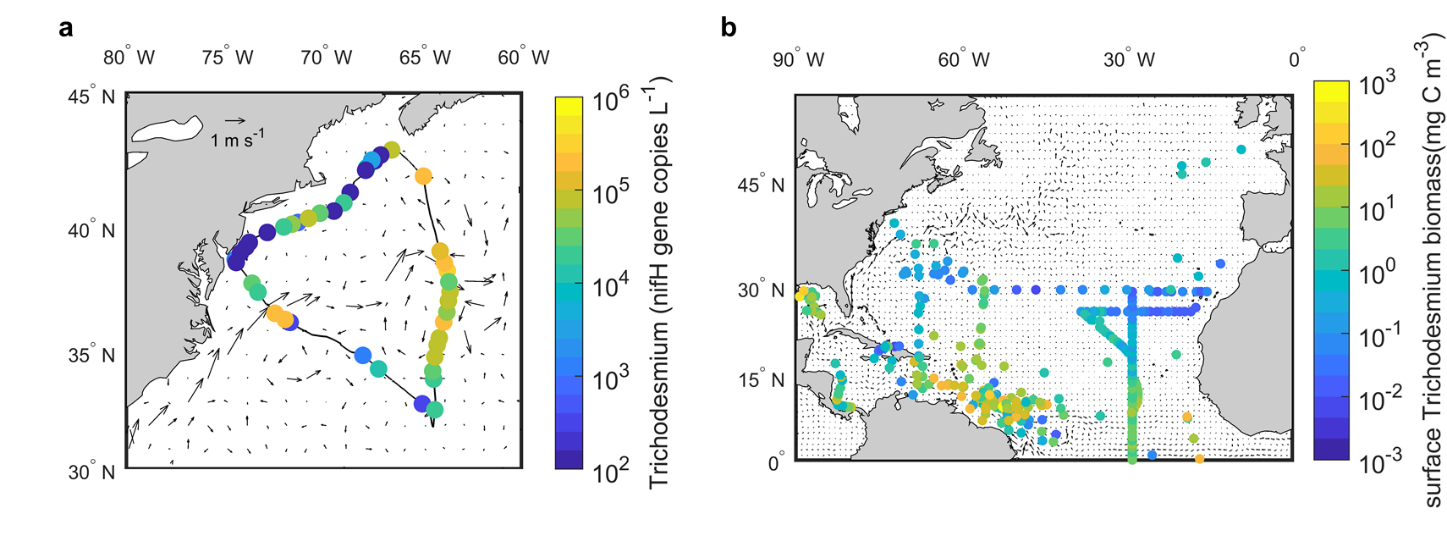 a
80° W 75° W 70° W 65° W 60° W
45° N
40° N
35° N
30° N
1 m s⁻¹
10⁶
10⁵
10⁴
10³
10²
Trichodesmium (nifH gene copies L⁻¹)
b
90° W 60° W 30° W 0°
45° N
30° N
15° N
0°
10³
10²
10¹
10⁰
10⁻¹
10⁻²
10⁻³
surface Trichodesmium biomass(mg C m⁻³)